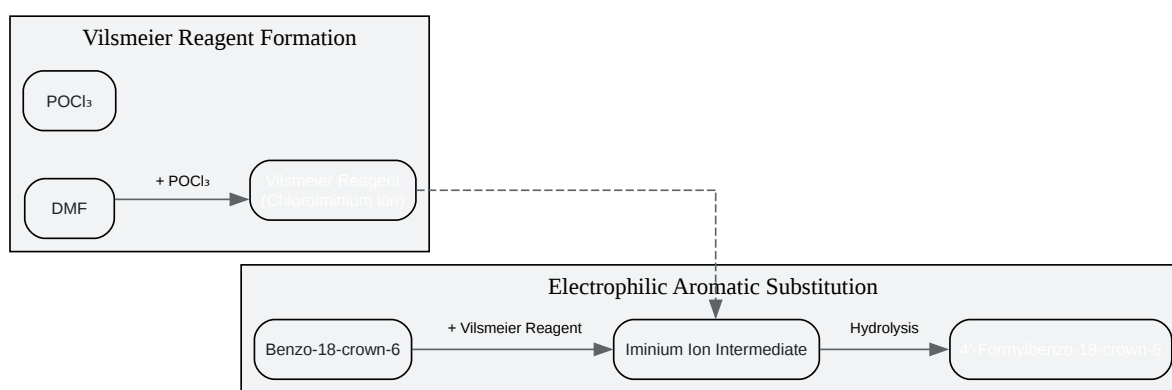 Vilsmeier Reagent Formation
POCl₃
DMF
+ POCl₃
Vilsmeier Reagent
(Chloroiminium ion)
Electrophilic Aromatic Substitution
Benzo-18-crown-6
+ Vilsmeier Reagent
Iminium Ion Intermediate
Hydrolysis
4'-Formylbenzo-18-crown-6